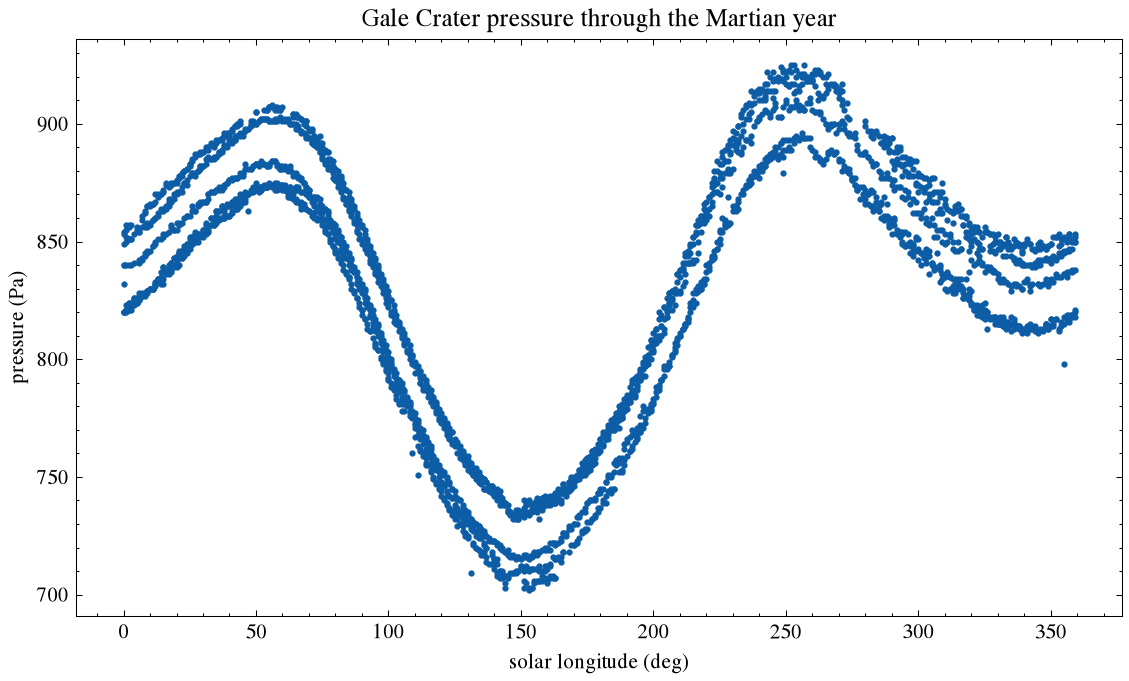 Gale Crater pressure through the Martian year
pressure (Pa)
900
850
800
750
700
0 50 100 150 200 250 300 350
solar longitude (deg)